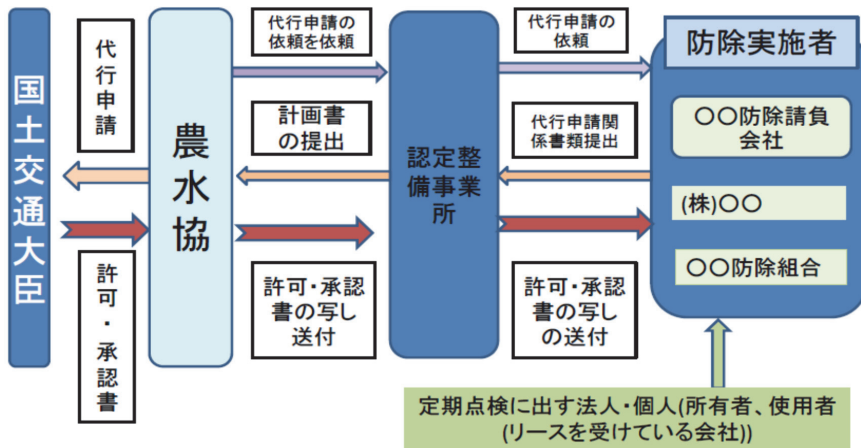 国土交通大臣
代行申請
許可・承認書
農水協
代行申請の
依頼を依頼
計画書
の提出
許可・承認
書の写し
送付
認定整
備事業
所
代行申請の
依頼
代行申請関
係書類提出
許可・承認
書の写し
の送付
防除実施者
〇〇防除請負
会社
(株)〇〇
〇〇防除組合
定期点検に出す法人・個人(所有者、使用者
(リースを受けている会社))